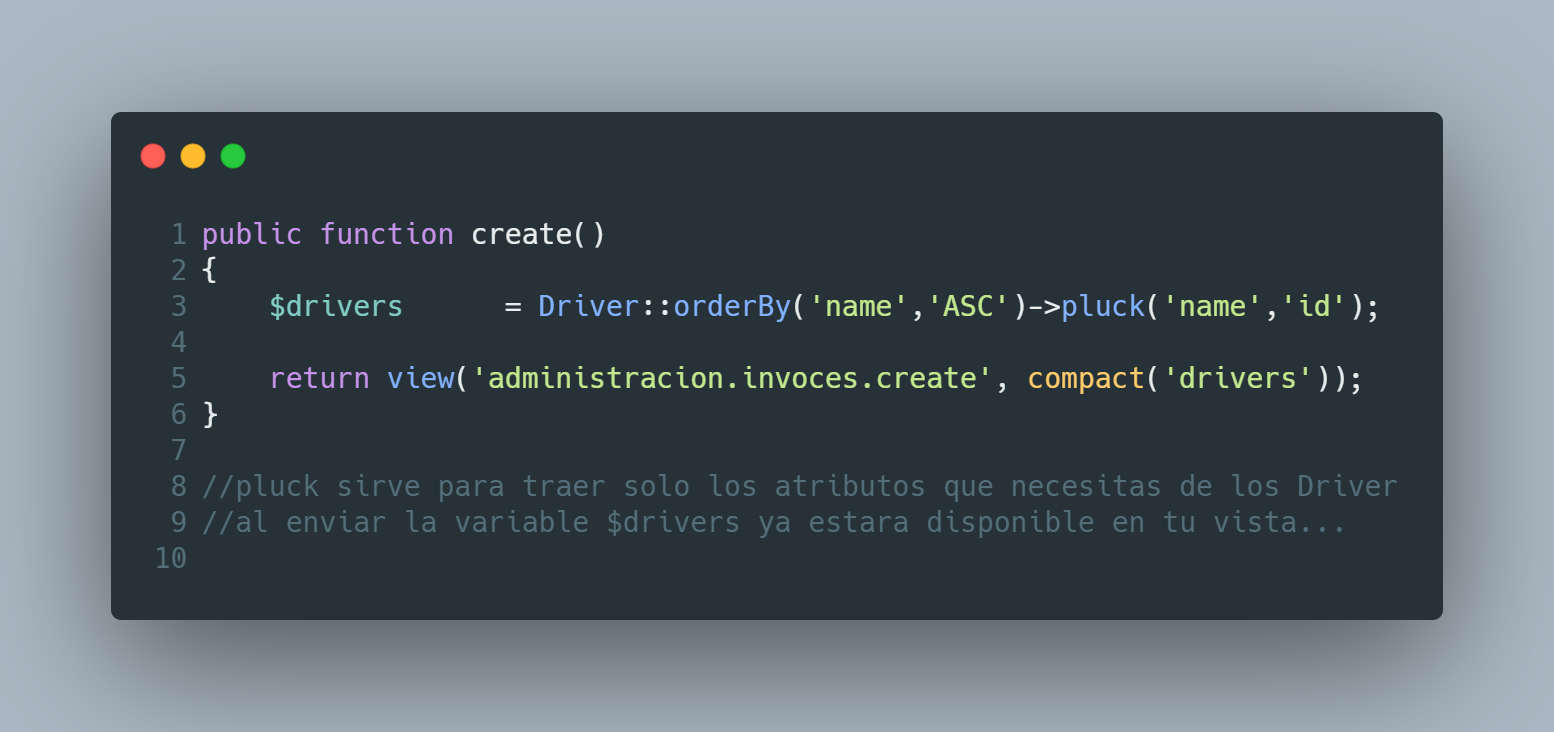 1 public function create()
2 {
3     $drivers      = Driver::orderBy('name','ASC')->pluck('name','id');
4
5     return view('administracion.invoces.create', compact('drivers'));
6 }
7
8 //pluck sirve para traer solo los atributos que necesitas de los Driver
9 //al enviar la variable $drivers ya estara disponible en tu vista...
10